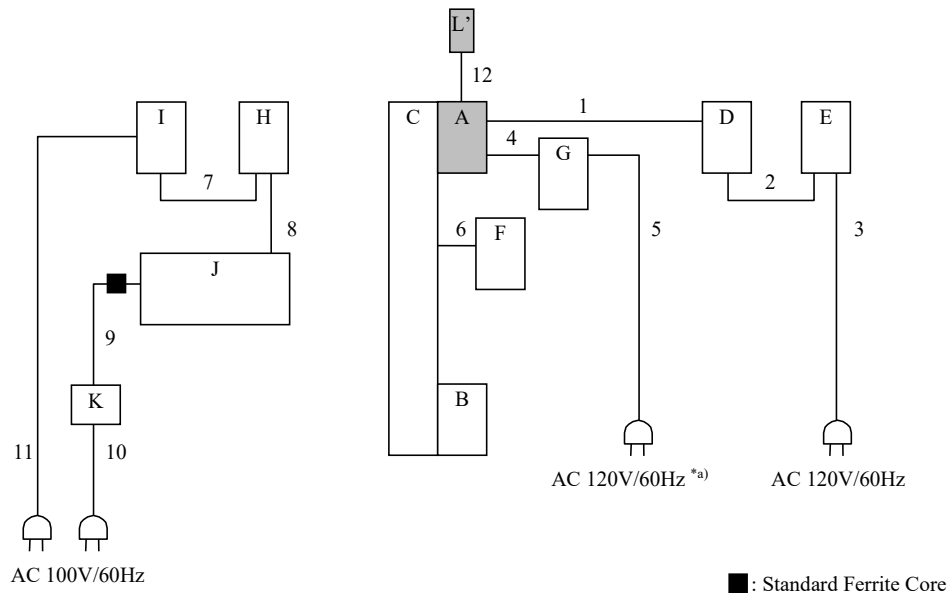 L’
12
I
H
C
A
1
D
E
4
G
7
2
8
6
F
5
3
J
9
K
B
11
10
AC 120V/60Hz *a)
AC 120V/60Hz
AC 100V/60Hz
: Standard Ferrite Core